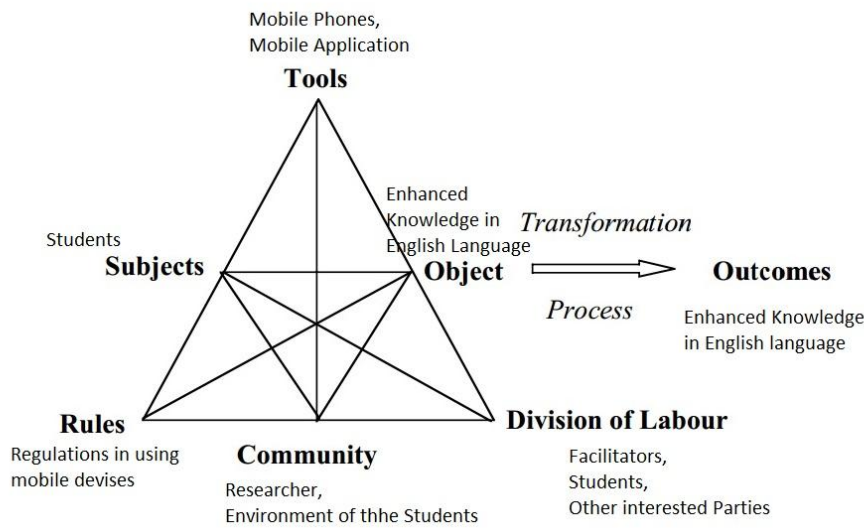 Mobile Phones,
Mobile Application
Tools
Enhanced
Knowledge in
English Language
Students
Subjects
Object
Transformation
Process
Outcomes
Enhanced Knowledge
in English language
Rules
Regulations in using
mobile devises
Community
Researcher,
Environment of thhe Students
Division of Labour
Facilitators,
Students,
Other interested Parties